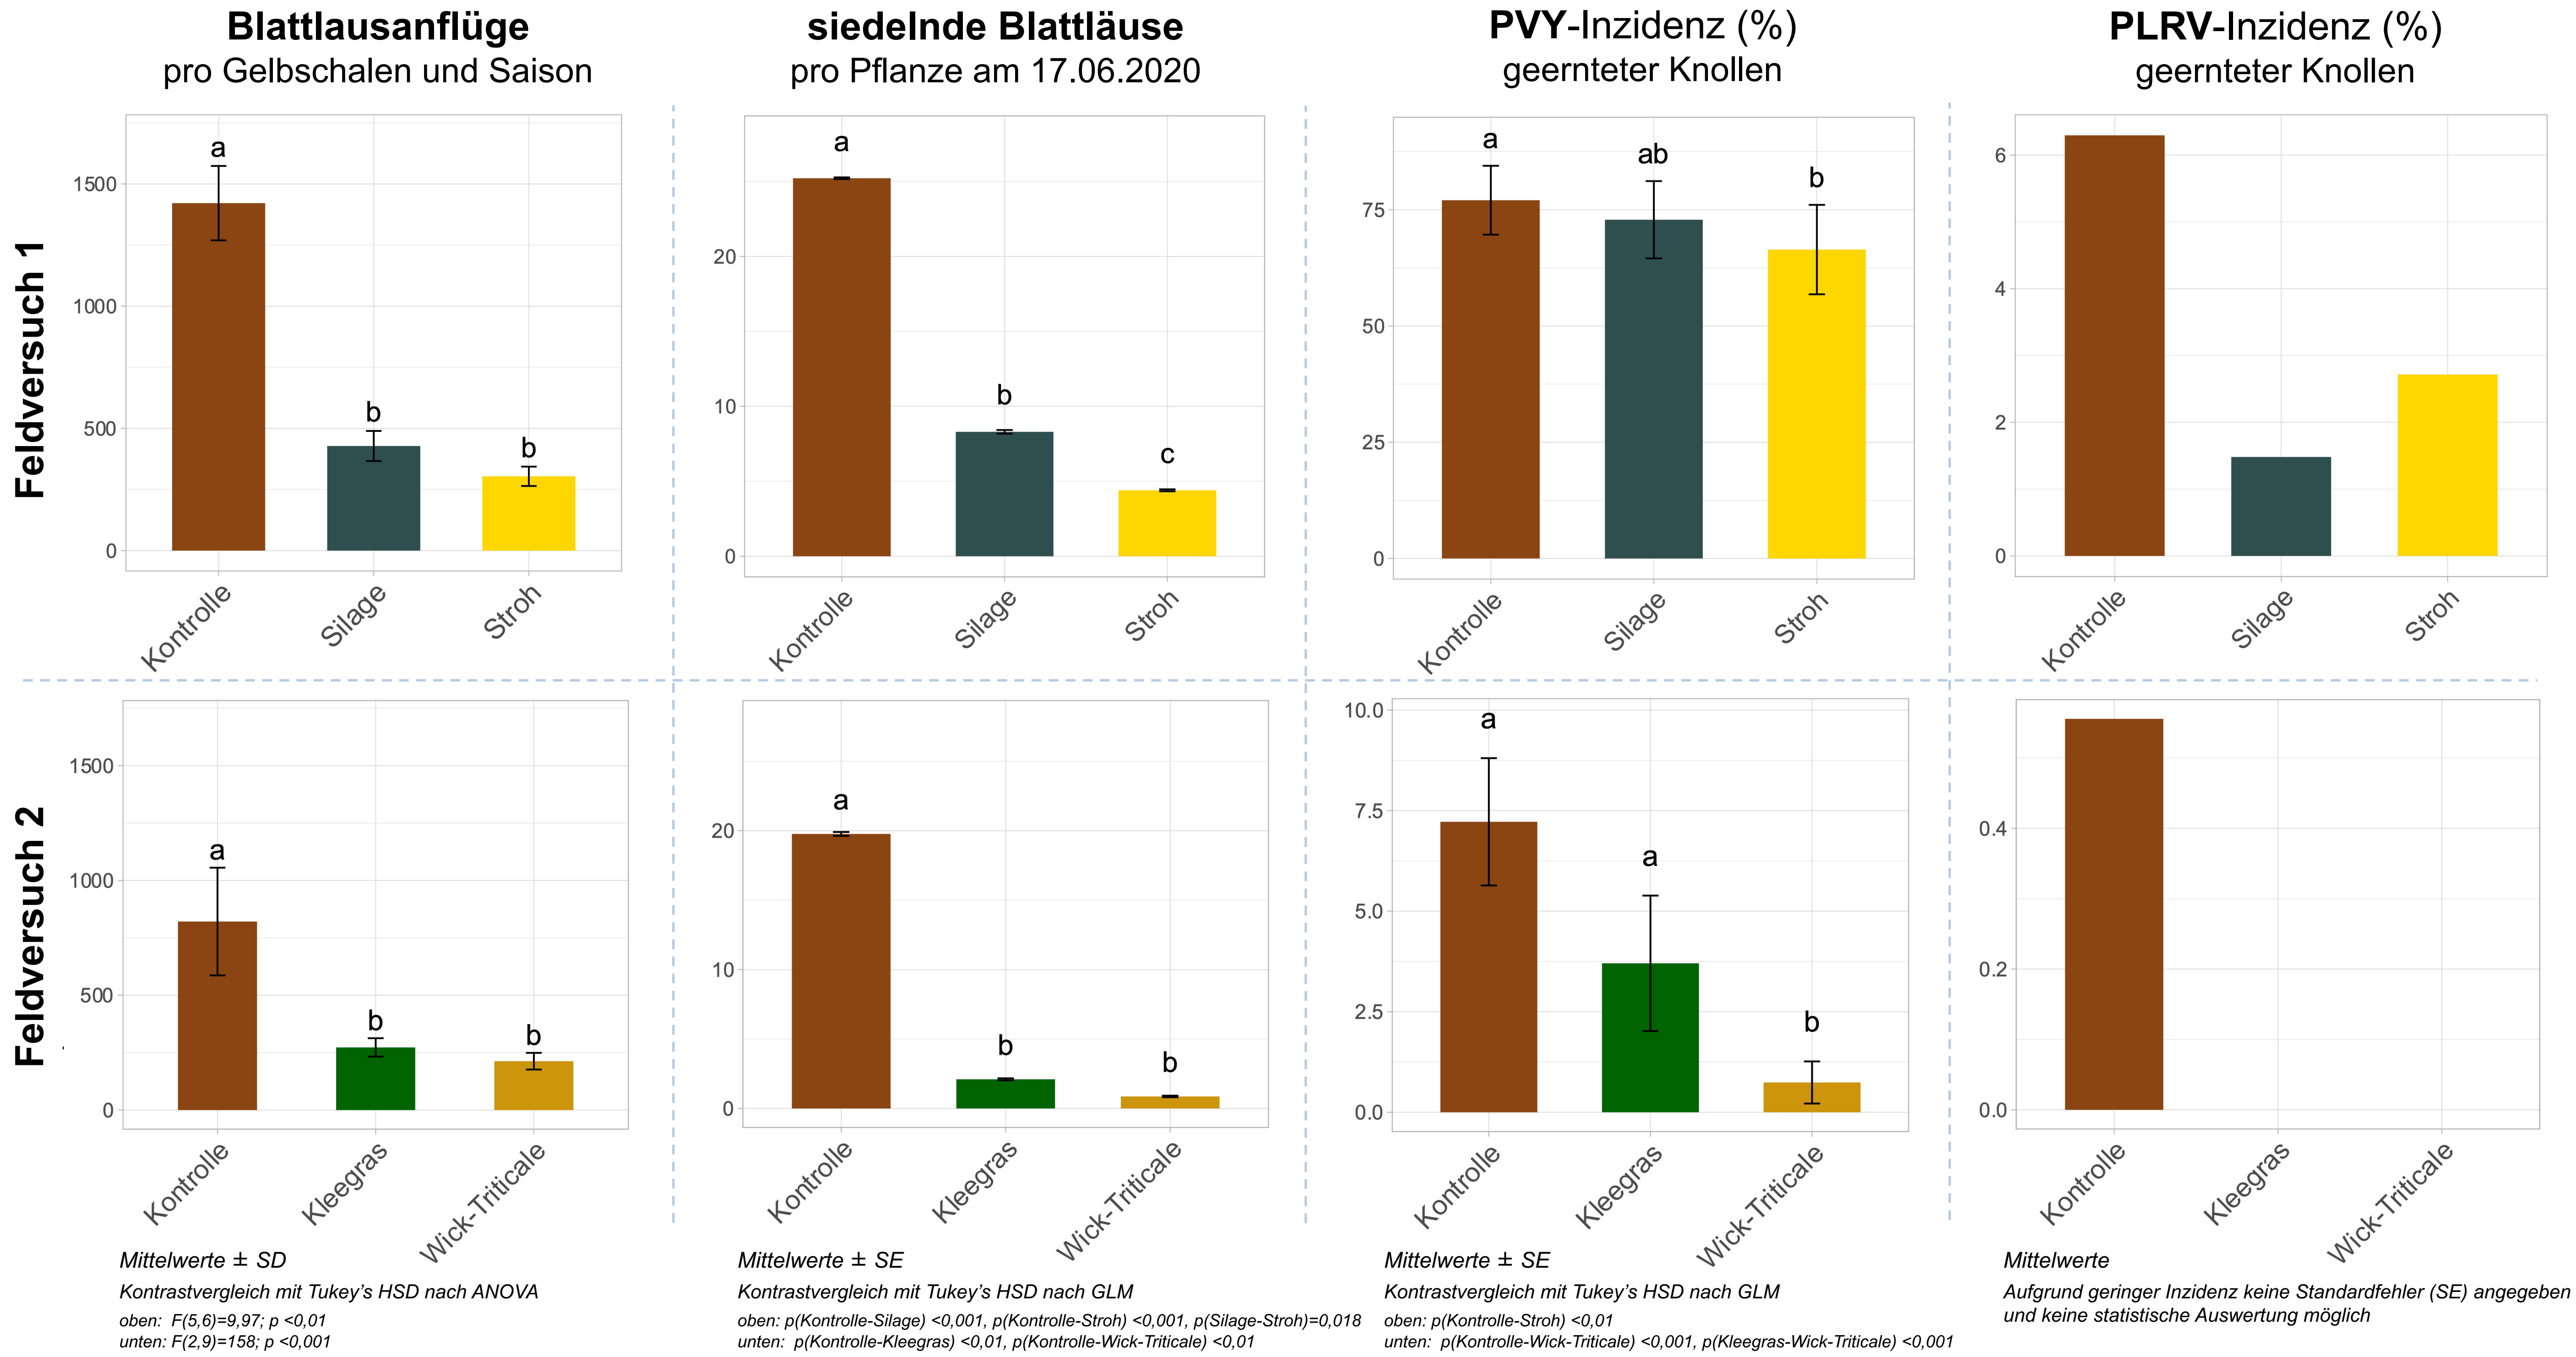 Blattlausanflüge
pro Gelbschalen und Saison
siedelnde Blattläuse
pro Pflanze am 17.06.2020
PVY-Inzidenz (%)
geernteter Knollen
PLRV-Inzidenz (%)
geernteter Knollen
Feldversuch 1
1500
1000
500
0
a
b
b
Kontrolle
Silage
Stroh
20
10
0
a
b
c
Kontrolle
Silage
Stroh
75
50
25
0
a
ab
b
Kontrolle
Silage
Stroh
6
4
2
0
Kontrolle
Silage
Stroh
Feldversuch 2
1500
1000
500
0
a
b
b
Kontrolle
Kleegras
Wick-Triticale
20
10
0
a
b
b
Kontrolle
Kleegras
Wick-Triticale
10.0
7.5
5.0
2.5
0.0
a
a
b
Kontrolle
Kleegras
Wick-Triticale
0.4
0.2
0.0
Kontrolle
Kleegras
Wick-Triticale
Mittelwerte ± SD
Kontrastvergleich mit Tukey's HSD nach ANOVA
oben: F(5,6)=9,97; p <0,01
unten: F(2,9)=158; p <0,001
Mittelwerte ± SE
Kontrastvergleich mit Tukey's HSD nach GLM
oben: p(Kontrolle-Silage) <0,001, p(Kontrolle-Stroh) <0,001, p(Silage-Stroh)=0,018
unten: p(Kontrolle-Kleegras) <0,01, p(Kontrolle-Wick-Triticale) <0,01
Mittelwerte ± SE
Kontrastvergleich mit Tukey's HSD nach GLM
oben: p(Kontrolle-Stroh) <0,01
unten: p(Kontrolle-Wick-Triticale) <0,001, p(Kleegras-Wick-Triticale) <0,001
Mittelwerte
Aufgrund geringer Inzidenz keine Standardfehler (SE) angegeben
und keine statistische Auswertung möglich